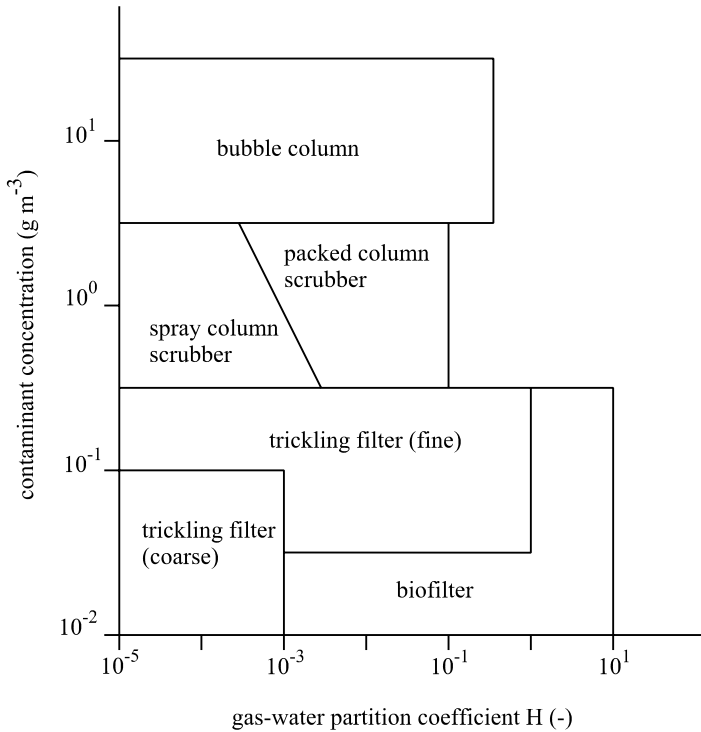 10^1
bubble column
packed column
scrubber
10^0
spray column
scrubber
contaminant concentration (g m^-3)
trickling filter (fine)
10^-1
trickling filter
(coarse)
biofilter
10^-2
10^-5 10^-3 10^-1 10^1
gas-water partition coefficient H (-)